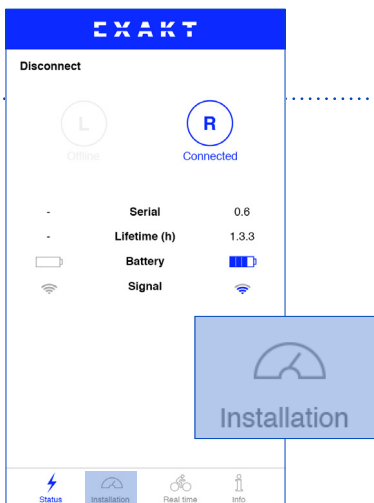 EXAKT
Disconnect
L R
Offline Connected
- Serial 0.6
- Lifetime (h) 1.3.3
Battery
Signal
Installation
Status Installation Real time Info